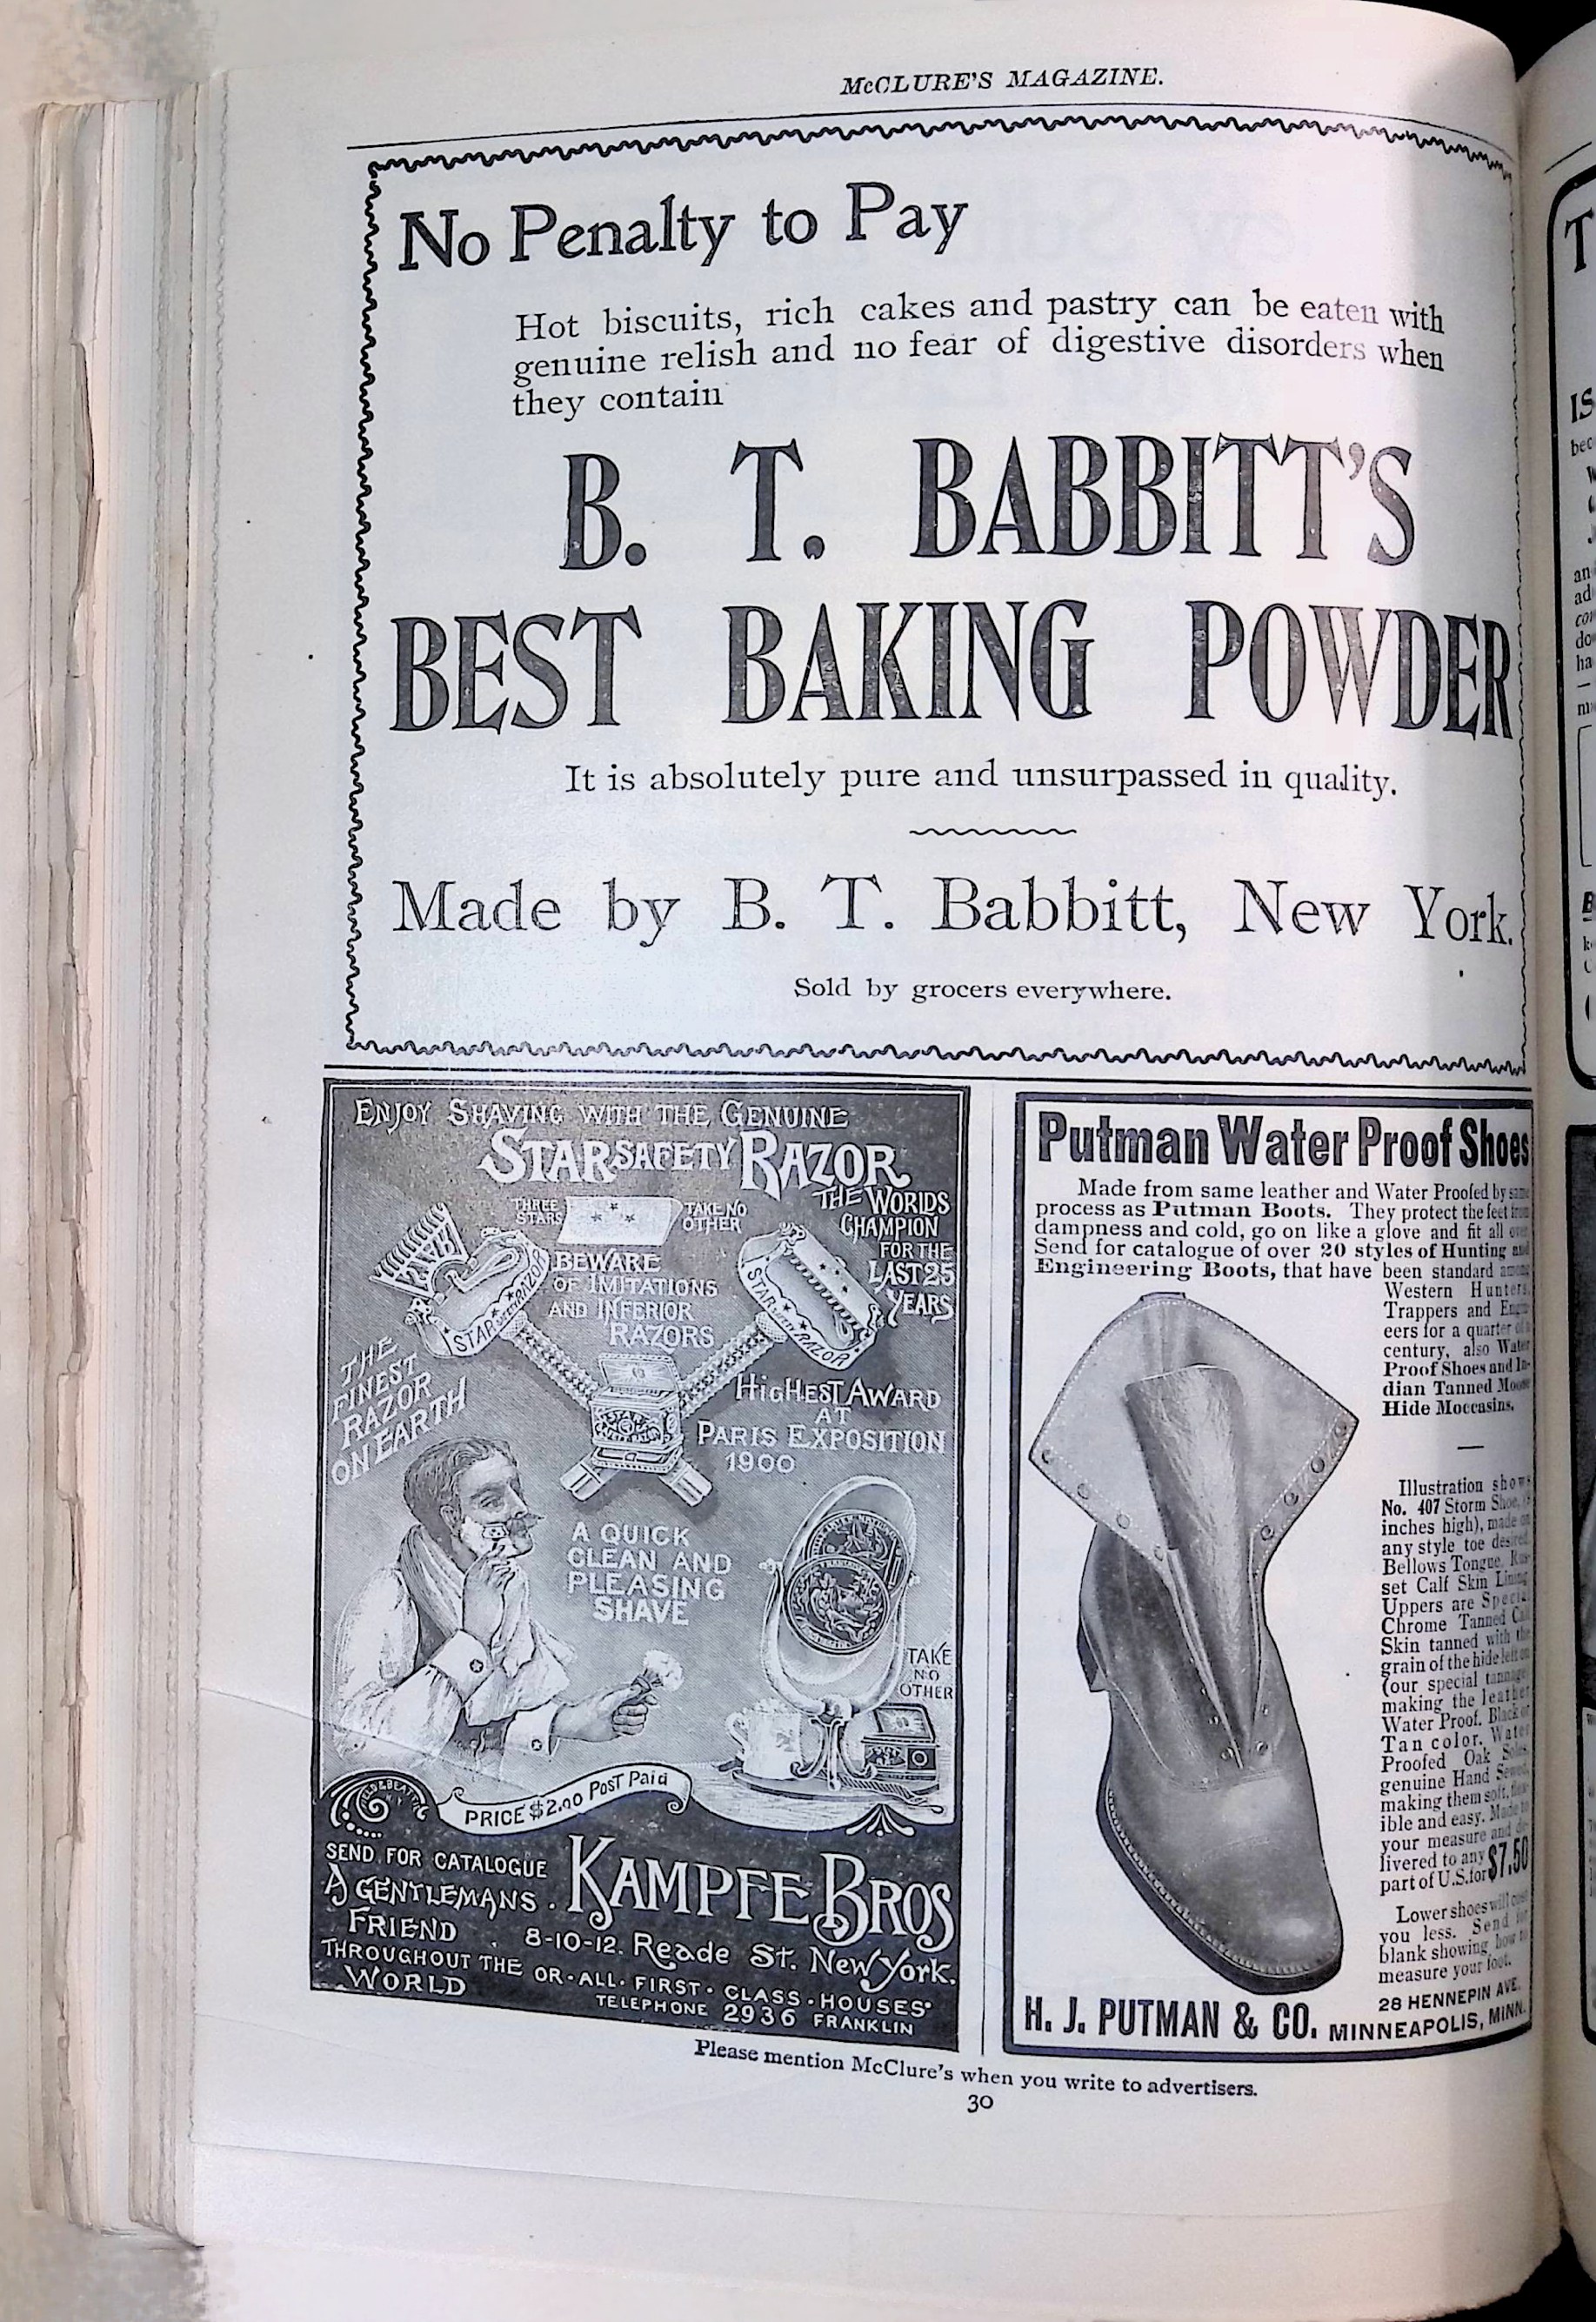 McCLURE'S MAGAZINE.
No Penalty to Pay
Hot biscuits, rich cakes and pastry can be eaten with
genuine relish and no fear of digestive disorders when
they contain
B. T. BABBITT'S
BEST BAKING POWDER
It is absolutely pure and unsurpassed in quality.
Made by B. T. Babbitt, New York.
Sold by grocers everywhere.
ENJOY SHAVING WITH THE GENUINE
STAR SAFETY RAZOR
THREE
STARS
TAKE NO
OTHER
THE WORLDS
CHAMPION
FOR THE
LAST 25
YEARS
BEWARE
OF IMITATIONS
AND INFERIOR
RAZORS
STAR SAFETY RAZOR
STAR SAFETY RAZOR
THE
FINEST
RAZOR
ON EARTH
HIGHEST AWARD
AT
PARIS EXPOSITION
1900
A QUICK
CLEAN AND
PLEASING
SHAVE
TAKE
NO
OTHER
PRICE $2.00 POST PAID
SEND FOR CATALOGUE
A GENTLEMANS
FRIEND
THROUGHOUT THE
WORLD
KAMPFE BROS
8-10-12. Reade St. New York.
OR·ALL·FIRST·CLASS·HOUSES·
TELEPHONE 2936 FRANKLIN
Putman Water Proof Shoes
Made from same leather and Water Proofed by same
process as Putman Boots. They protect the feet from
dampness and cold, go on like a glove and fit all over
Send for catalogue of over 20 styles of Hunting and
Engineering Boots, that have been standard among
Western Hunters,
Trappers and Engin-
eers for a quarter of a
century, also Water
Proof Shoes and In-
dian Tanned Moose
Hide Moccasins.
Illustration shows
No. 407 Storm Shoe,
inches high), made on
any style toe desired.
Bellows Tongue, Rus-
set Calf Skin Lining
Uppers are Special
Chrome Tanned Calf
Skin tanned with the
grain of the hide left on
(our special tannage
making the leather
Water Proof. Black or
Tan color. Water
Proofed Oak Soles,
genuine Hand Sewed,
making them soft, flex-
ible and easy. Made to
your measure and de-
livered to any
part of U.S. for $7.50
Lower shoes will cost
you less. Send for
blank showing how to
measure your foot.
H. J. PUTMAN & CO.
28 HENNEPIN AVE.
MINNEAPOLIS, MINN.
Please mention McClure's when you write to advertisers.
30